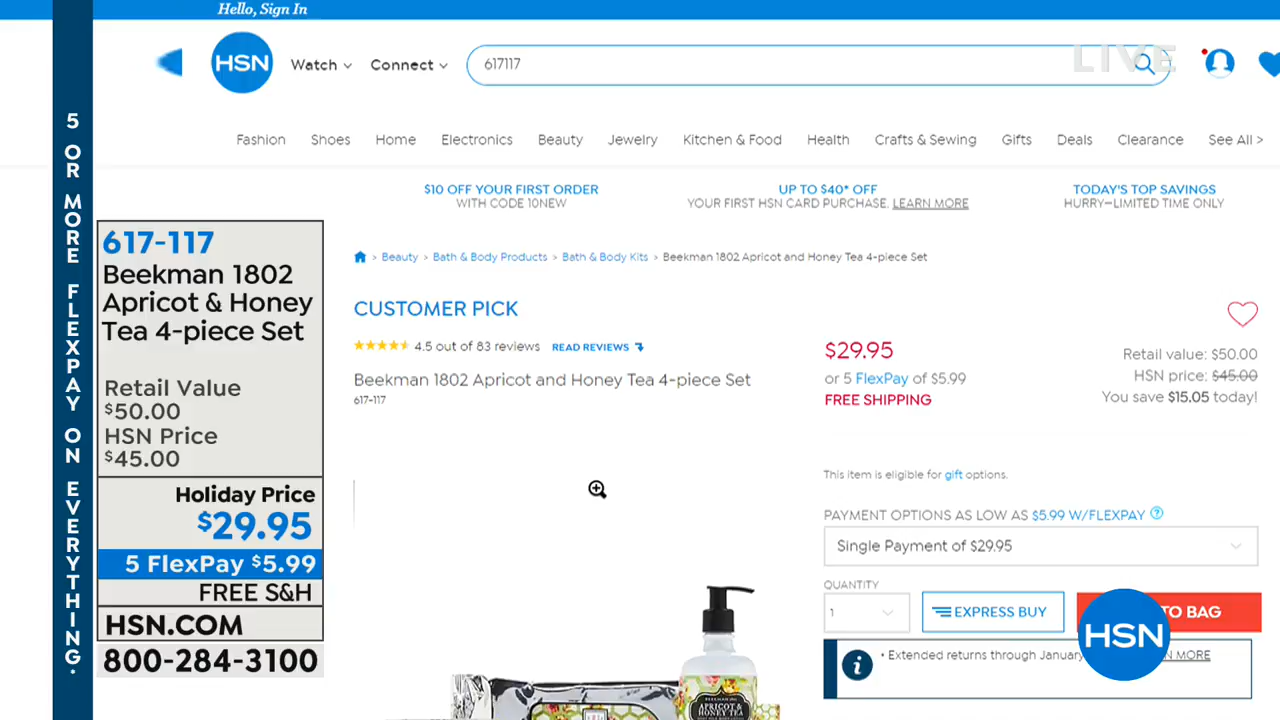 Hello, Sign In
HSN
Watch
Connect
617117
LIVE
Fashion
Shoes
Home
Electronics
Beauty
Jewelry
Kitchen & Food
Health
Crafts & Sewing
Gifts
Deals
Clearance
See All >
$10 OFF YOUR FIRST ORDER
WITH CODE 10NEW
UP TO $40* OFF
YOUR FIRST HSN CARD PURCHASE. LEARN MORE
TODAY'S TOP SAVINGS
HURRY—LIMITED TIME ONLY
5 OR MORE FLEXPAY ON EVERYTHING.
617-117
Beekman 1802
Apricot & Honey
Tea 4-piece Set
Retail Value
$50.00
HSN Price
$45.00
Holiday Price
$29.95
5 FlexPay $5.99
FREE S&H
HSN.COM
800-284-3100
> Beauty > Bath & Body Products > Bath & Body Kits > Beekman 1802 Apricot and Honey Tea 4-piece Set
CUSTOMER PICK
4.5 out of 83 reviews READ REVIEWS
Beekman 1802 Apricot and Honey Tea 4-piece Set
617-117
$29.95
or 5 FlexPay of $5.99
FREE SHIPPING
Retail value: $50.00
HSN price: $45.00
You save $15.05 today!
This item is eligible for gift options.
PAYMENT OPTIONS AS LOW AS $5.99 W/FLEXPAY ?
Single Payment of $29.95
QUANTITY
1
EXPRESS BUY
TO BAG
• Extended returns through January
MORE
HSN
APRICOT &
HONEY TEA